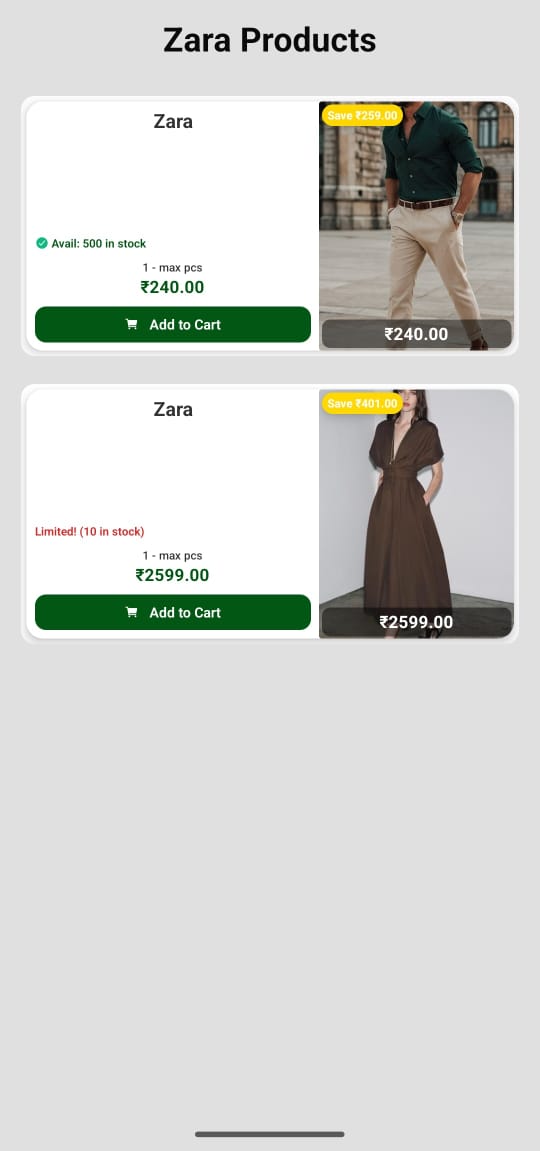 Zara Products
Zara
Avail: 500 in stock
1 - max pcs
₹240.00
Add to Cart
Save ₹259.00
₹240.00
Zara
Limited! (10 in stock)
1 - max pcs
₹2599.00
Add to Cart
Save ₹401.00
₹2599.00